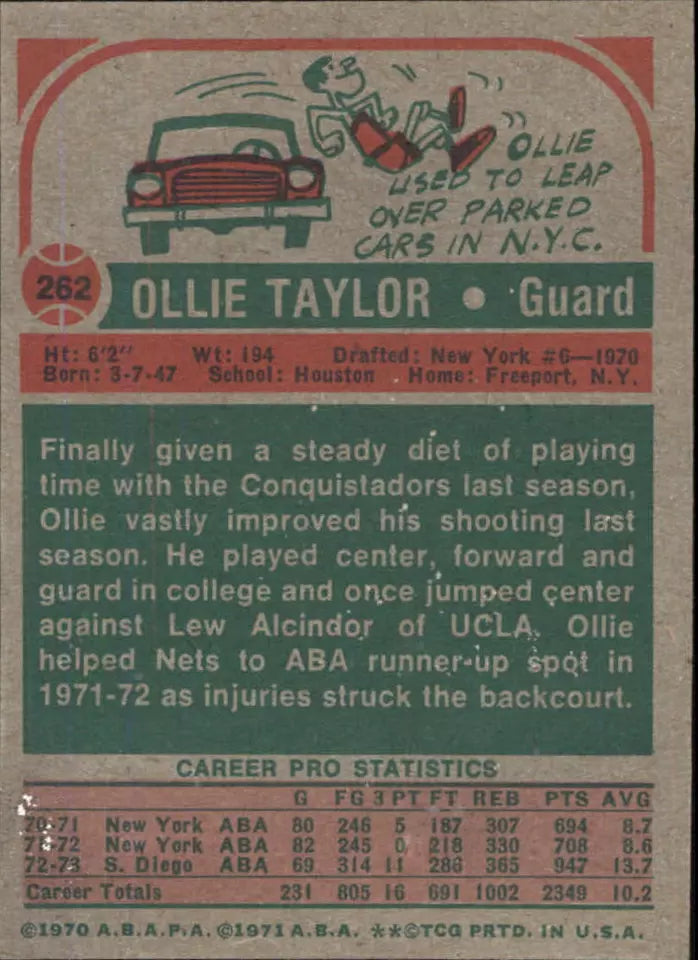 OLLIE
USED TO LEAP
OVER PARKED
CARS IN N.Y.C.
262 OLLIE TAYLOR • Guard
Ht: 6'2" Wt: 194 Drafted: New York #6—1970
Born: 3-7-47 School: Houston Home: Freeport, N.Y.
Finally given a steady diet of playing
time with the Conquistadors last season,
Ollie vastly improved his shooting last
season. He played center, forward and
guard in college and once jumped center
against Lew Alcindor of UCLA. Ollie
helped Nets to ABA runner-up spot in
1971-72 as injuries struck the backcourt.
CAREER PRO STATISTICS
G FG 3 PT FT REB PTS AVG
70-71 New York ABA 80 246 5 187 307 694 8.7
71-72 New York ABA 82 245 0 218 330 708 8.6
72-73 S. Diego ABA 69 314 11 286 365 947 13.7
Career Totals 231 805 16 691 1002 2349 10.2
©1970 A.B.A.P.A. ©1971 A.B.A. **©TCG PRTD. IN U.S.A.